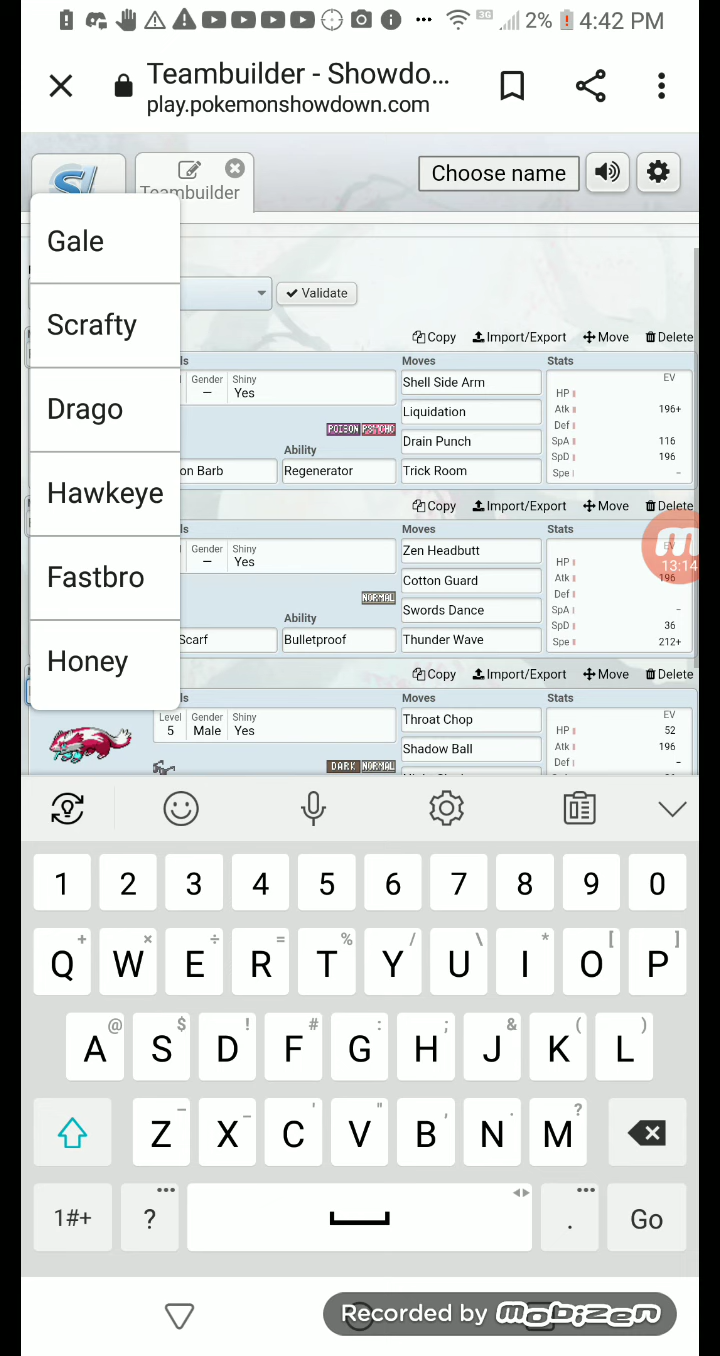 3G 2% 4:42 PM
Teambuilder - Showdo...
play.pokemonshowdown.com
Teambuilder
Choose name
Gale
Scrafty
Drago
Hawkeye
Fastbro
Honey
Validate
Copy Import/Export Move Delete
ls Moves Stats
Gender Shiny
– Yes
Shell Side Arm
Liquidation
Drain Punch
Trick Room
EV
HP
Atk 196+
Def
SpA 116
SpD 196
Spe –
POISON PSYCHC
Ability
on Barb Regenerator
Copy Import/Export Move Delete
ls Moves Stats
Gender Shiny
– Yes
Zen Headbutt
Cotton Guard
Swords Dance
Thunder Wave
EV
HP
Atk 196
Def
SpA –
SpD 36
Spe 212+
13:14
NORMAL
Ability
Scarf Bulletproof
Copy Import/Export Move Delete
ls Moves Stats
Level Gender Shiny
5 Male Yes
Throat Chop
Shadow Ball
EV
HP 52
Atk 196
Def –
DARK NORMAL
1 2 3 4 5 6 7 8 9 0
+ × ÷ = % / \ * [ ]
Q W E R T Y U I O P
@ $ ! # : ; & ( )
A S D F G H J K L
– _ ' " , . ?
Z X C V B N M
1#+ ? . Go
Recorded by mobizen